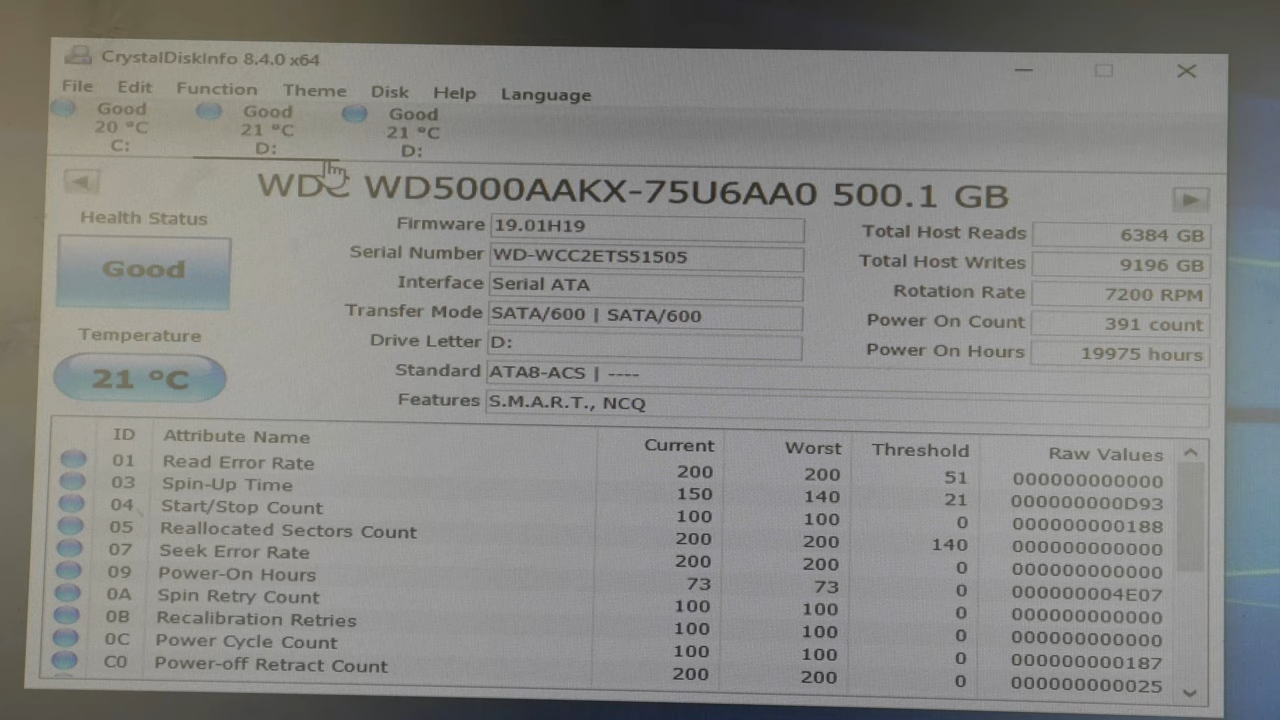 CrystalDiskInfo 8.4.0 x64
File Edit Function Theme Disk Help Language
Good Good Good
20 °C 21 °C 21 °C
C: D: D:
WDC WD5000AAKX-75U6AA0 500.1 GB
Health Status
Good
Temperature
21 °C
Firmware 19.01H19
Serial Number WD-WCC2ETS51505
Interface Serial ATA
Transfer Mode SATA/600 | SATA/600
Drive Letter D:
Standard ATA8-ACS | ----
Features S.M.A.R.T., NCQ
Total Host Reads 6384 GB
Total Host Writes 9196 GB
Rotation Rate 7200 RPM
Power On Count 391 count
Power On Hours 19975 hours
ID Attribute Name Current Worst Threshold Raw Values
01 Read Error Rate 200 200 51 000000000000
03 Spin-Up Time 150 140 21 000000000D93
04 Start/Stop Count 100 100 0 000000000188
05 Reallocated Sectors Count 200 200 140 000000000000
07 Seek Error Rate 200 200 0 000000000000
09 Power-On Hours 73 73 0 000000004E07
0A Spin Retry Count 100 100 0 000000000000
0B Recalibration Retries 100 100 0 000000000000
0C Power Cycle Count 100 100 0 000000000187
C0 Power-off Retract Count 200 200 0 000000000025